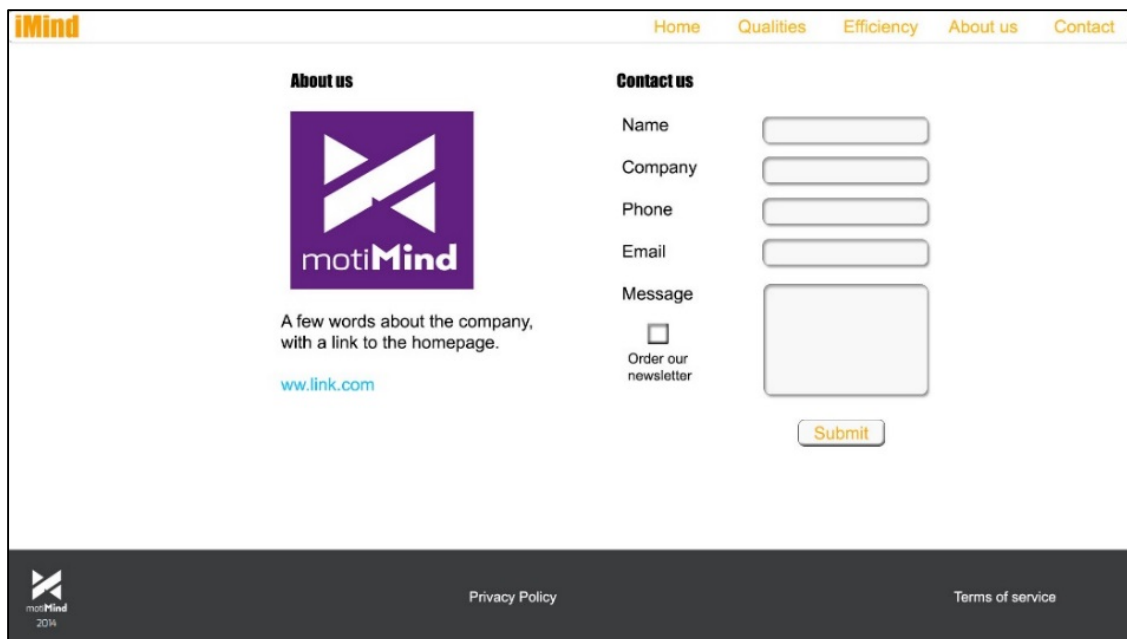 iMind
Home Qualities Efficiency About us Contact
About us
motiMind
A few words about the company,
with a link to the homepage.
ww.link.com
Contact us
Name
Company
Phone
Email
Message
Order our
newsletter
Submit
motiMind
2014
Privacy Policy
Terms of service